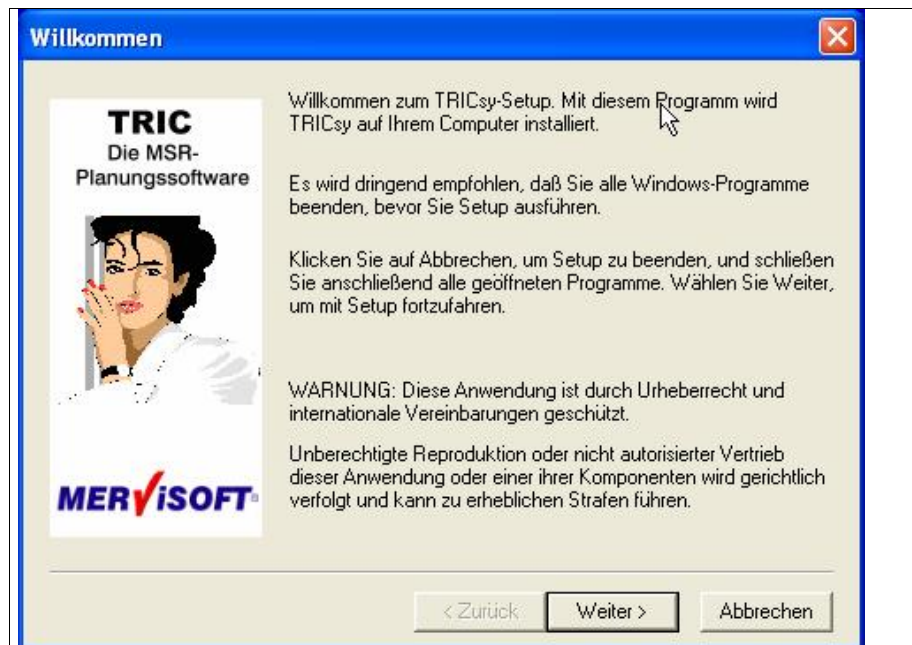 Willkommen
TRIC
Die MSR-
Planungssoftware
MERViSOFT
Willkommen zum TRICsy-Setup. Mit diesem Programm wird
TRICsy auf Ihrem Computer installiert.
Es wird dringend empfohlen, daß Sie alle Windows-Programme
beenden, bevor Sie Setup ausführen.
Klicken Sie auf Abbrechen, um Setup zu beenden, und schließen
Sie anschließend alle geöffneten Programme. Wählen Sie Weiter,
um mit Setup fortzufahren.
WARNUNG: Diese Anwendung ist durch Urheberrecht und
internationale Vereinbarungen geschützt.
Unberechtigte Reproduktion oder nicht autorisierter Vertrieb
dieser Anwendung oder einer ihrer Komponenten wird gerichtlich
verfolgt und kann zu erheblichen Strafen führen.
< Zurück Weiter > Abbrechen